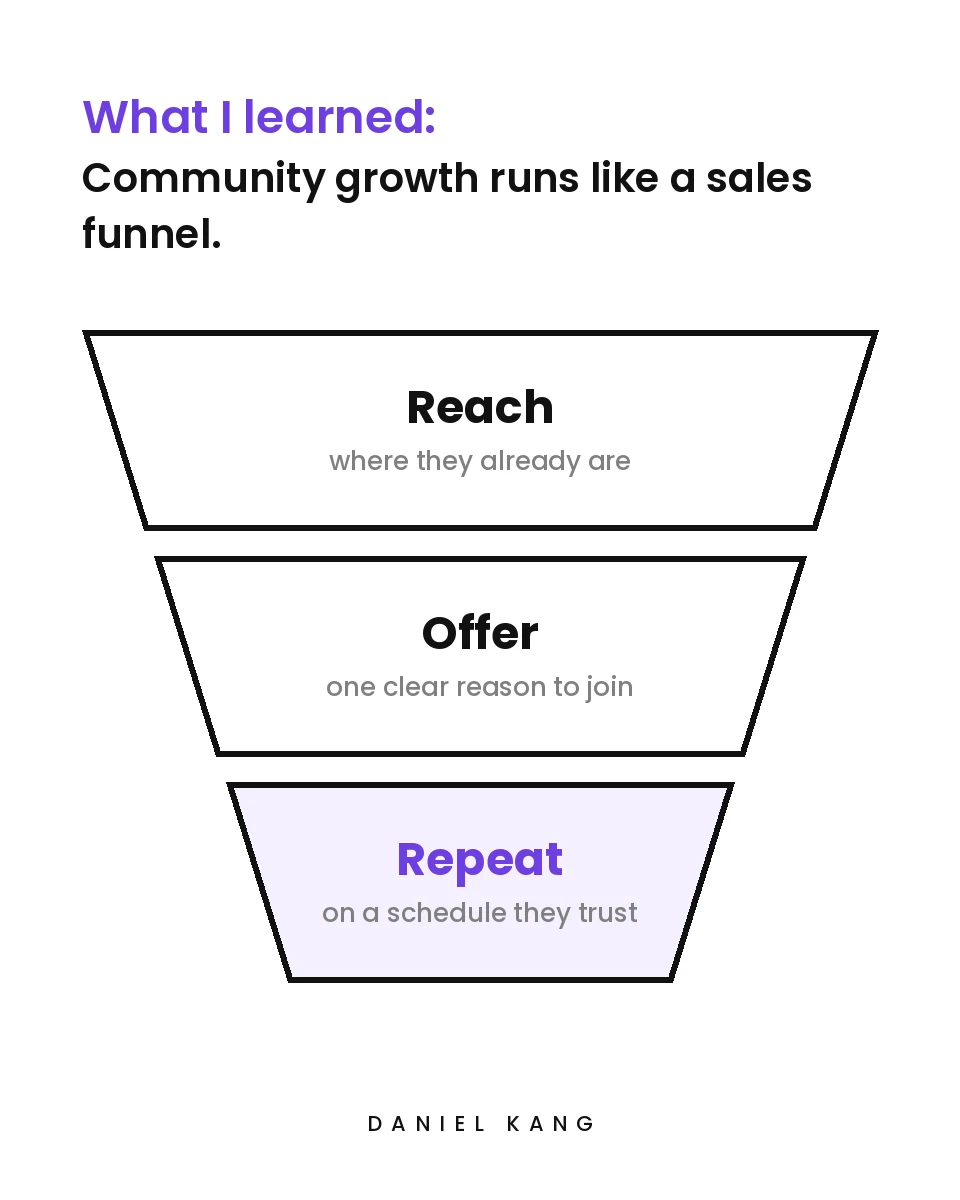 What I learned:
Community growth runs like a sales
funnel.
Reach
where they already are
Offer
one clear reason to join
Repeat
on a schedule they trust
DANIEL KANG